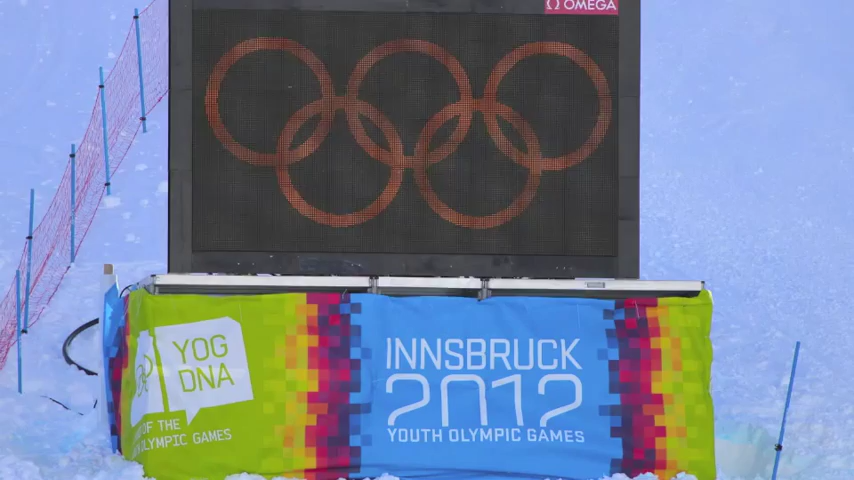 Ω OMEGA
YOG
DNA
OF THE
OLYMPIC GAMES
INNSBRUCK
2012
YOUTH OLYMPIC GAMES